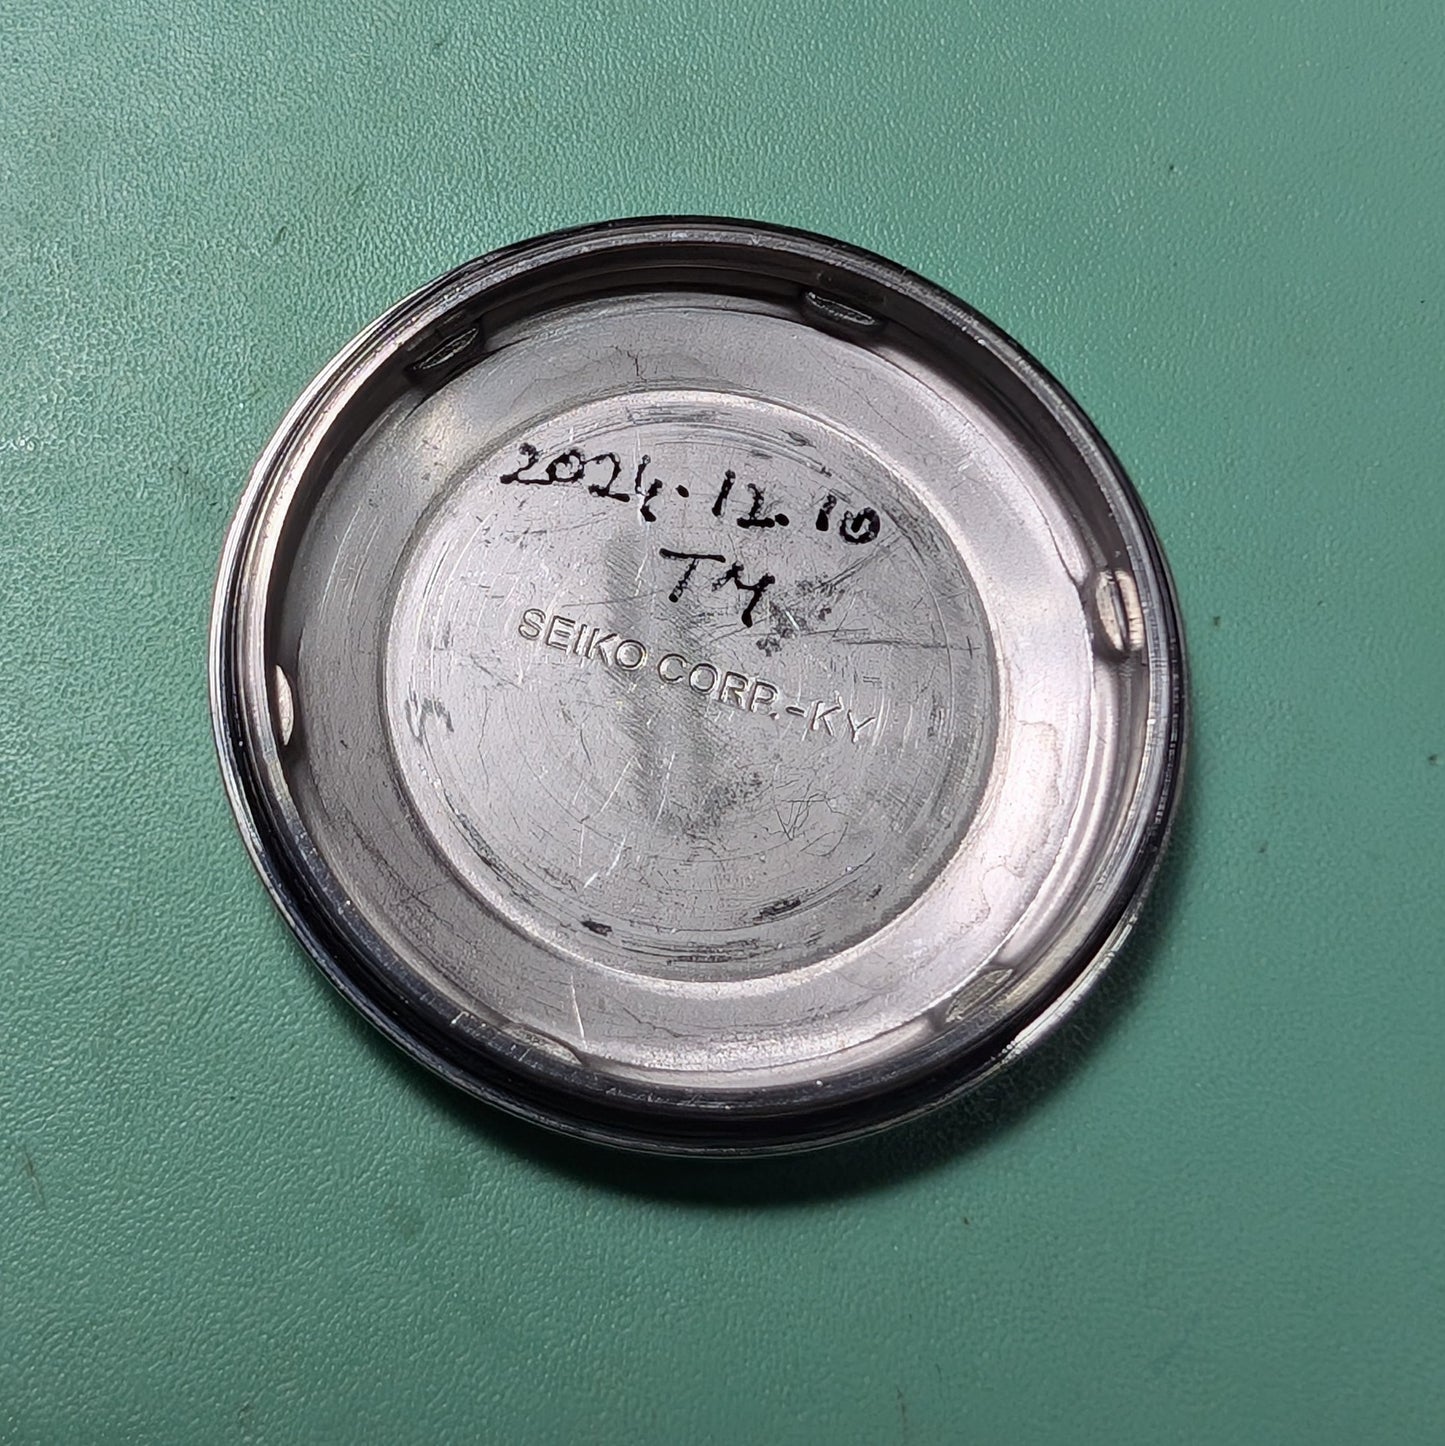 2024.12.10
TM
SEIKO CORP.-KY